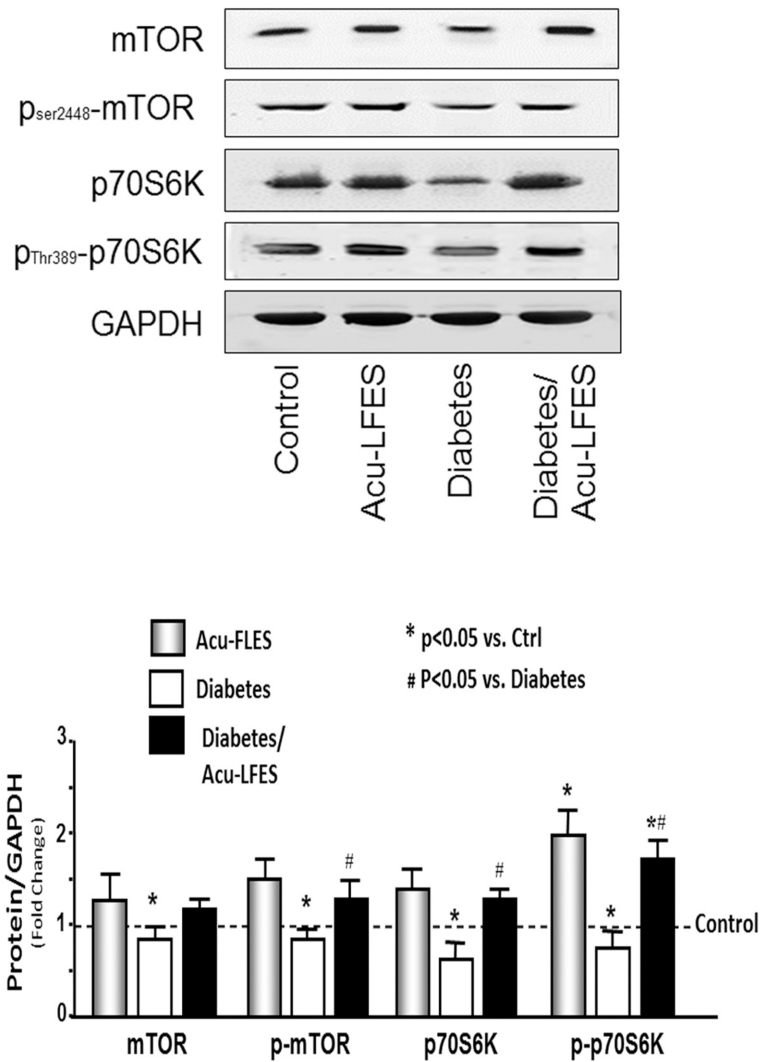 mTOR
pser2448-mTOR
p70S6K
pThr389-p70S6K
GAPDH
Control
Acu-LFES
Diabetes
Diabetes/
Acu-LFES
Acu-FLES
Diabetes
Diabetes/
Acu-LFES
* p<0.05 vs. Ctrl
# P<0.05 vs. Diabetes
Protein/GAPDH
(Fold Change)
3
2
1
0
*
*
#
*
#
*
*
*#
Control
mTOR
p-mTOR
p70S6K
p-p70S6K